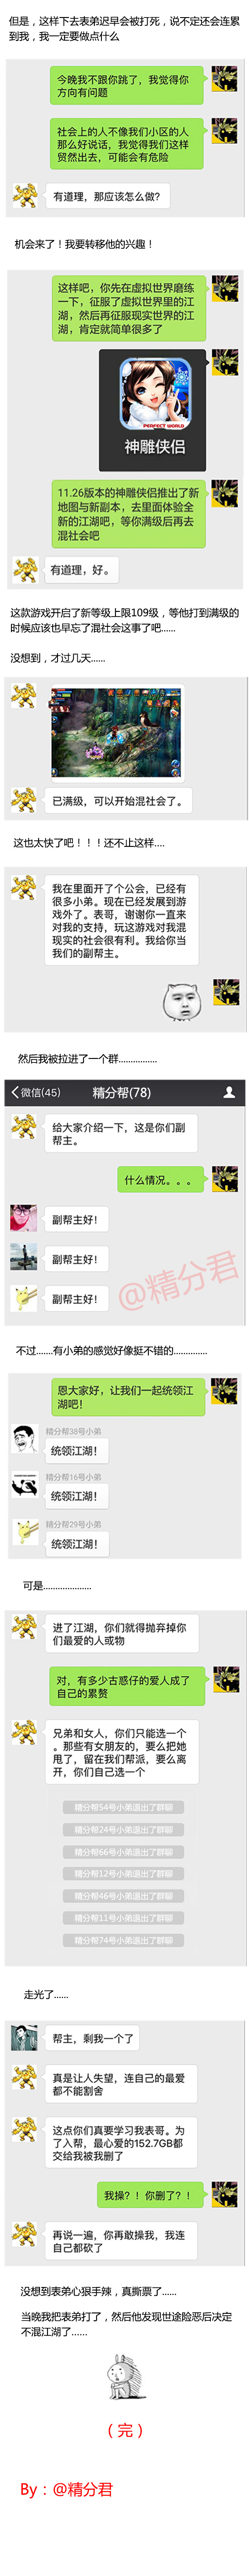 但是，这样下去表弟迟早会被打死，说不定还会连累
到我，我一定要做点什么
今晚我不跟你跳了，我觉得你
方向有问题
社会上的人不像我们小区的人
那么好说话，我觉得我们这样
贸然出去，可能会有危险
有道理，那应该怎么做？
机会来了！我要转移他的兴趣！
这样吧，你先在虚拟世界磨练
一下，征服了虚拟世界里的江
湖，然后再征服现实世界的江
湖，肯定就简单很多了
PERFECT WORLD
神雕侠侣
11.26版本的神雕侠侣推出了新
地图与新副本，去里面体验全
新的江湖吧，等你满级后再去
混社会吧
有道理，好。
这款游戏开启了新等级上限109级，等他打到满级的
时候应该也早忘了混社会这事了吧......
没想到，才过几天......
已满级，可以开始混社会了。
这也太快了吧！！！还不止这样....
我在里面开了个公会，已经有
很多小弟。现在已经发展到游
戏外了。表哥，谢谢你一直来
对我的支持，玩这游戏对我混
现实的社会很有利。我给你当
我们的副帮主。
然后我被拉进了一个群................
微信(45) 精分帮(78)
给大家介绍一下，这是你们副
帮主。
什么情况。。。
副帮主好！
副帮主好！
副帮主好！
@精分君
不过.......有小弟的感觉好像挺不错的..............
恩大家好，让我们一起统领江
湖吧！
精分帮38号小弟
统领江湖！
精分帮16号小弟
统领江湖！
精分帮29号小弟
统领江湖！
可是....................
进了江湖，你们就得抛弃掉你
们最爱的人或物
对，有多少古惑仔的爱人成了
自己的累赘
兄弟和女人，你们只能选一个
。那些有女朋友的，要么把她
甩了，留在我们帮派，要么离
开，你们自己选一个
精分帮54号小弟退出了群聊
精分帮24号小弟退出了群聊
精分帮66号小弟退出了群聊
精分帮12号小弟退出了群聊
精分帮46号小弟退出了群聊
精分帮11号小弟退出了群聊
精分帮74号小弟退出了群聊
走光了......
帮主，剩我一个了
真是让人失望，连自己的最爱
都不能割舍
这点你们真要学习我表哥。为
了入帮，最心爱的152.7GB都
交给我被我删了
我操？！你删了？！
再说一遍，你再敢操我，我连
自己都砍了
没想到表弟心狠手辣，真撕票了......
当晚我把表弟打了，然后他发现世途险恶后决定
不混江湖了......
（完）
By：@精分君